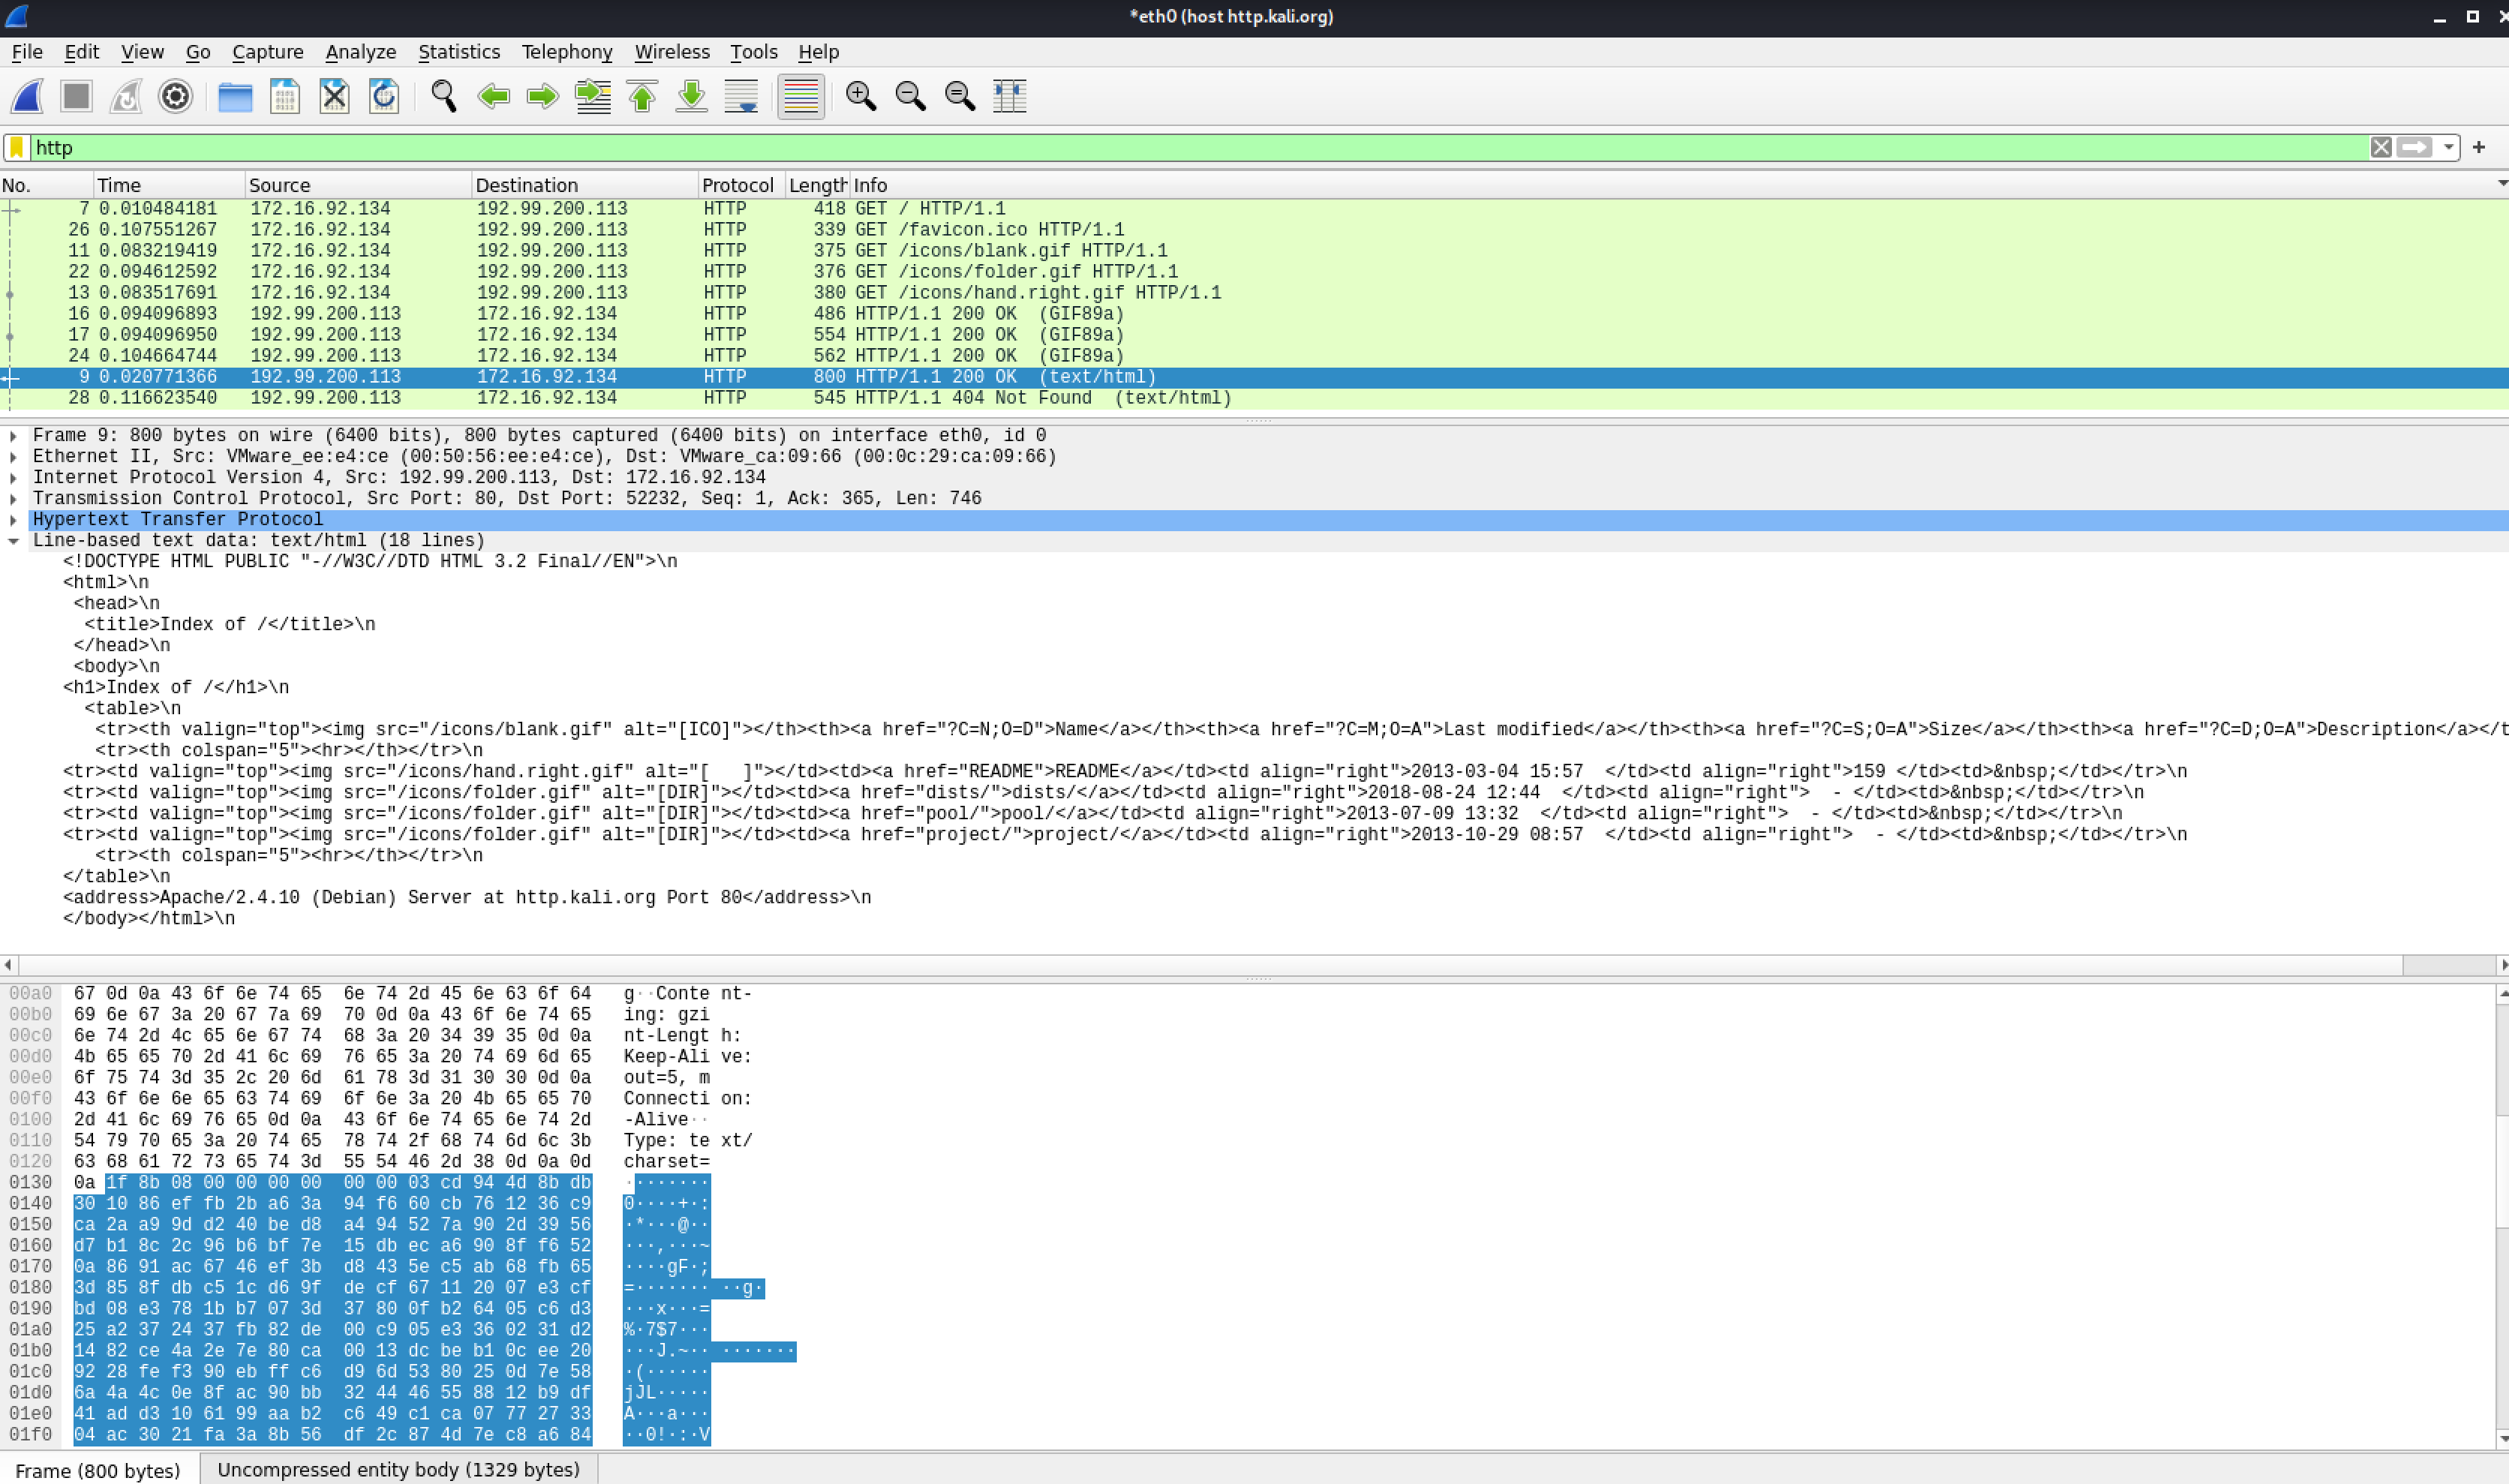 *eth0 (host http.kali.org)
File Edit View Go Capture Analyze Statistics Telephony Wireless Tools Help
http
No. Time Source Destination Protocol Length Info
7 0.010484181 172.16.92.134 192.99.200.113 HTTP 418 GET / HTTP/1.1
26 0.107551267 172.16.92.134 192.99.200.113 HTTP 339 GET /favicon.ico HTTP/1.1
11 0.083219419 172.16.92.134 192.99.200.113 HTTP 375 GET /icons/blank.gif HTTP/1.1
22 0.094612592 172.16.92.134 192.99.200.113 HTTP 376 GET /icons/folder.gif HTTP/1.1
13 0.083517691 172.16.92.134 192.99.200.113 HTTP 380 GET /icons/hand.right.gif HTTP/1.1
16 0.094096893 192.99.200.113 172.16.92.134 HTTP 486 HTTP/1.1 200 OK (GIF89a)
17 0.094096950 192.99.200.113 172.16.92.134 HTTP 554 HTTP/1.1 200 OK (GIF89a)
24 0.104664744 192.99.200.113 172.16.92.134 HTTP 562 HTTP/1.1 200 OK (GIF89a)
9 0.020771366 192.99.200.113 172.16.92.134 HTTP 800 HTTP/1.1 200 OK (text/html)
28 0.116623540 192.99.200.113 172.16.92.134 HTTP 545 HTTP/1.1 404 Not Found (text/html)
Frame 9: 800 bytes on wire (6400 bits), 800 bytes captured (6400 bits) on interface eth0, id 0
Ethernet II, Src: VMware_ee:e4:ce (00:50:56:ee:e4:ce), Dst: VMware_ca:09:66 (00:0c:29:ca:09:66)
Internet Protocol Version 4, Src: 192.99.200.113, Dst: 172.16.92.134
Transmission Control Protocol, Src Port: 80, Dst Port: 52232, Seq: 1, Ack: 365, Len: 746
Hypertext Transfer Protocol
Line-based text data: text/html (18 lines)
<!DOCTYPE HTML PUBLIC "-//W3C//DTD HTML 3.2 Final//EN">\n
<html>\n
<head>\n
<title>Index of /</title>\n
</head>\n
<body>\n
<h1>Index of /</h1>\n
<table>\n
<tr><th valign="top"><img src="/icons/blank.gif" alt="[ICO]"></th><th><a href="?C=N;O=D">Name</a></th><th><a href="?C=M;O=A">Last modified</a></th><th><a href="?C=S;O=A">Size</a></th><th><a href="?C=D;O=A">Description</a></t
<tr><th colspan="5"><hr></th></tr>\n
<tr><td valign="top"><img src="/icons/hand.right.gif" alt="[   ]"></td><td><a href="README">README</a></td><td align="right">2013-03-04 15:57  </td><td align="right">159 </td><td>&nbsp;</td></tr>\n
<tr><td valign="top"><img src="/icons/folder.gif" alt="[DIR]"></td><td><a href="dists/">dists/</a></td><td align="right">2018-08-24 12:44  </td><td align="right">  - </td><td>&nbsp;</td></tr>\n
<tr><td valign="top"><img src="/icons/folder.gif" alt="[DIR]"></td><td><a href="pool/">pool/</a></td><td align="right">2013-07-09 13:32  </td><td align="right">  - </td><td>&nbsp;</td></tr>\n
<tr><td valign="top"><img src="/icons/folder.gif" alt="[DIR]"></td><td><a href="project/">project/</a></td><td align="right">2013-10-29 08:57  </td><td align="right">  - </td><td>&nbsp;</td></tr>\n
<tr><th colspan="5"><hr></th></tr>\n
</table>\n
<address>Apache/2.4.10 (Debian) Server at http.kali.org Port 80</address>\n
</body></html>\n
00a0 67 0d 0a 43 6f 6e 74 65 6e 74 2d 45 6e 63 6f 64 g··Conte nt-
00b0 69 6e 67 3a 20 67 7a 69 70 0d 0a 43 6f 6e 74 65 ing: gzi
00c0 6e 74 2d 4c 65 6e 67 74 68 3a 20 34 39 35 0d 0a nt-Lengt h:
00d0 4b 65 65 70 2d 41 6c 69 76 65 3a 20 74 69 6d 65 Keep-Ali ve:
00e0 6f 75 74 3d 35 2c 20 6d 61 78 3d 31 30 30 0d 0a out=5, m
00f0 43 6f 6e 6e 65 63 74 69 6f 6e 3a 20 4b 65 65 70 Connecti on:
0100 2d 41 6c 69 76 65 0d 0a 43 6f 6e 74 65 6e 74 2d -Alive··
0110 54 79 70 65 3a 20 74 65 78 74 2f 68 74 6d 6c 3b Type: te xt/
0120 63 68 61 72 73 65 74 3d 55 54 46 2d 38 0d 0a 0d charset=
0130 0a 1f 8b 08 00 00 00 00 00 00 03 cd 94 4d 8b db ········
0140 30 10 86 ef fb 2b a6 3a 94 f6 60 cb 76 12 36 c9 0····+·:
0150 ca 2a a9 9d d2 40 be d8 a4 94 52 7a 90 2d 39 56 ·*···@··
0160 d7 b1 8c 2c 96 b6 bf 7e 15 db ec a6 90 8f f6 52 ···,···~
0170 0a 86 91 ac 67 46 ef 3b d8 43 5e c5 ab 68 fb 65 ····gF·;
0180 3d 85 8f db c5 1c d6 9f de cf 67 11 20 07 e3 cf =······· ··g·
0190 bd 08 e3 78 1b b7 07 3d 37 80 0f b2 64 05 c6 d3 ···x···=
01a0 25 a2 37 24 37 fb 82 de 00 c9 05 e3 36 02 31 d2 %·7$7···
01b0 14 82 ce 4a 2e 7e 80 ca 00 13 dc be b1 0c ee 20 ···J.~·· ·······
01c0 92 28 fe f3 90 eb ff c6 d9 6d 53 80 25 0d 7e 58 ·(······
01d0 6a 4a 4c 0e 8f ac 90 bb 32 44 46 55 88 12 b9 df jJL·····
01e0 41 ad d3 10 61 99 aa b2 c6 49 c1 ca 07 77 27 33 A···a···
01f0 04 ac 30 21 fa 3a 8b 56 df 2c 87 4d 7e c8 a6 84 ··0!·:·V
Frame (800 bytes) Uncompressed entity body (1329 bytes)